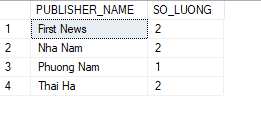 PUBLISHER_NAME SO_LUONG
1 First News 2
2 Nha Nam 2
3 Phuong Nam 1
4 Thai Ha 2